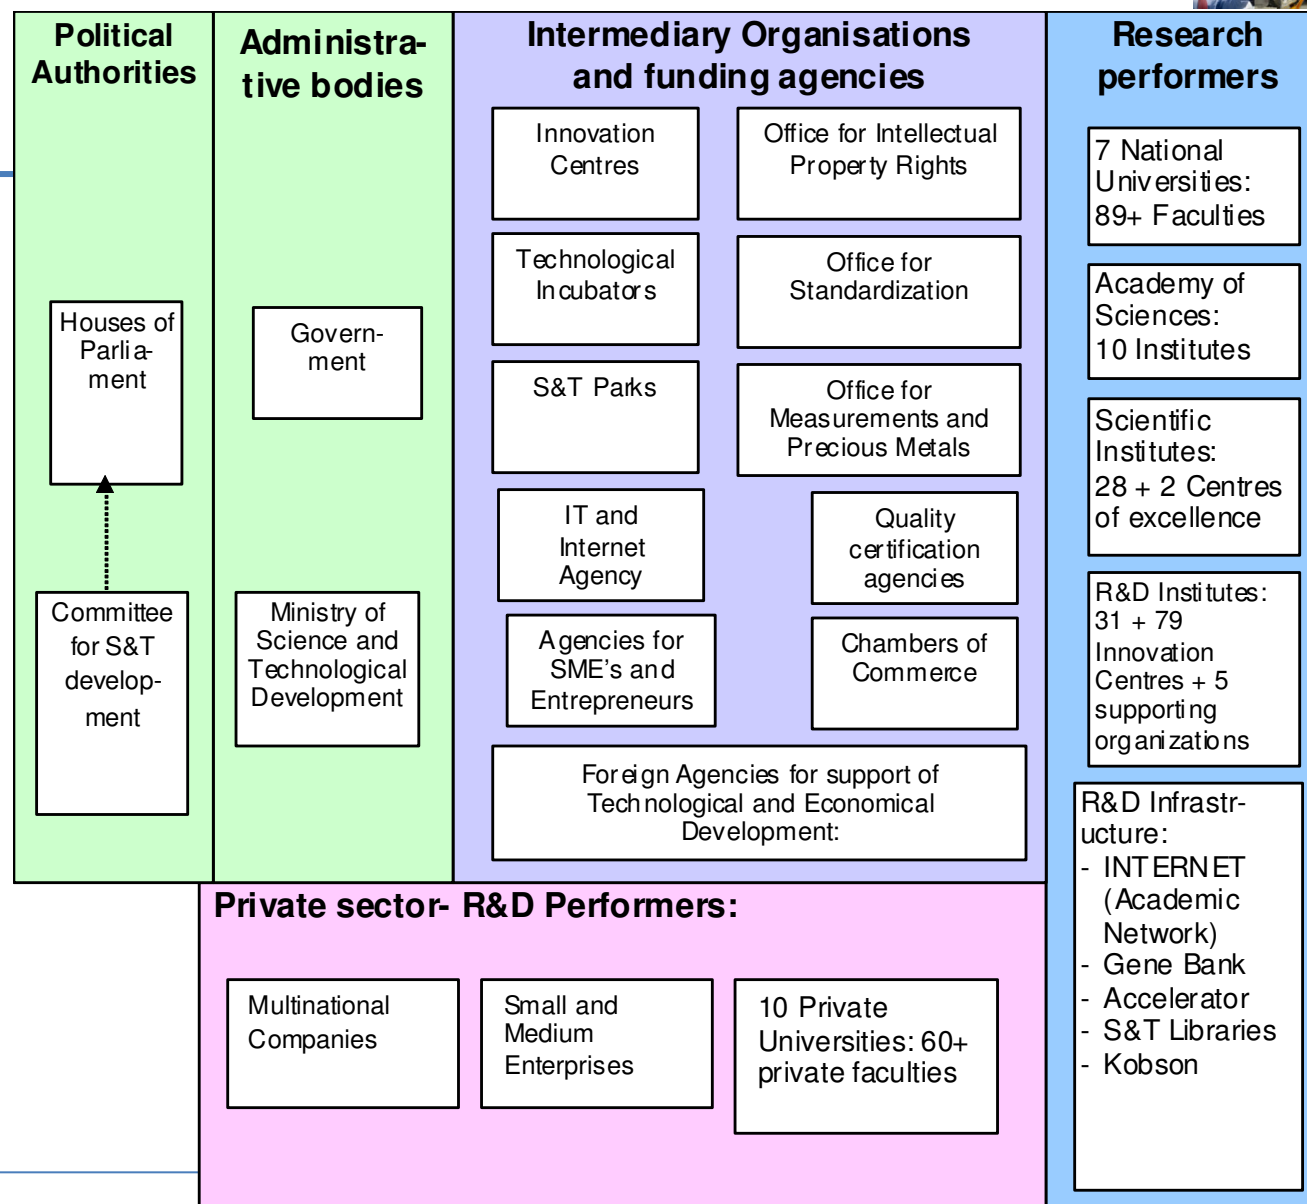 Political
Authorities
Houses of
Parlia-
ment
Committee
for S&T
develop-
ment
Administra-
tive bodies
Govern-
ment
Ministry of
Science and
Technological
Development
Intermediary Organisations
and funding agencies
Innovation
Centres
Office for Intellectual
Property Rights
Technological
Incubators
Office for
Standardization
S&T Parks
Office for
Measurements and
Precious Metals
IT and
Internet
Agency
Quality
certification
agencies
Agencies for
SME's and
Entrepreneurs
Chambers of
Commerce
Foreign Agencies for support of
Technological and Economical
Development:
Research
performers
7 National
Universities:
89+ Faculties
Academy of
Sciences:
10 Institutes
Scientific
Institutes:
28 + 2 Centres
of excellence
R&D Institutes:
31 + 79
Innovation
Centres + 5
supporting
organizations
R&D Infrastr-
ucture:
- INTERNET
(Academic
Network)
- Gene Bank
- Accelerator
- S&T Libraries
- Kobson
Private sector- R&D Performers:
Multinational
Companies
Small and
Medium
Enterprises
10 Private
Universities: 60+
private faculties